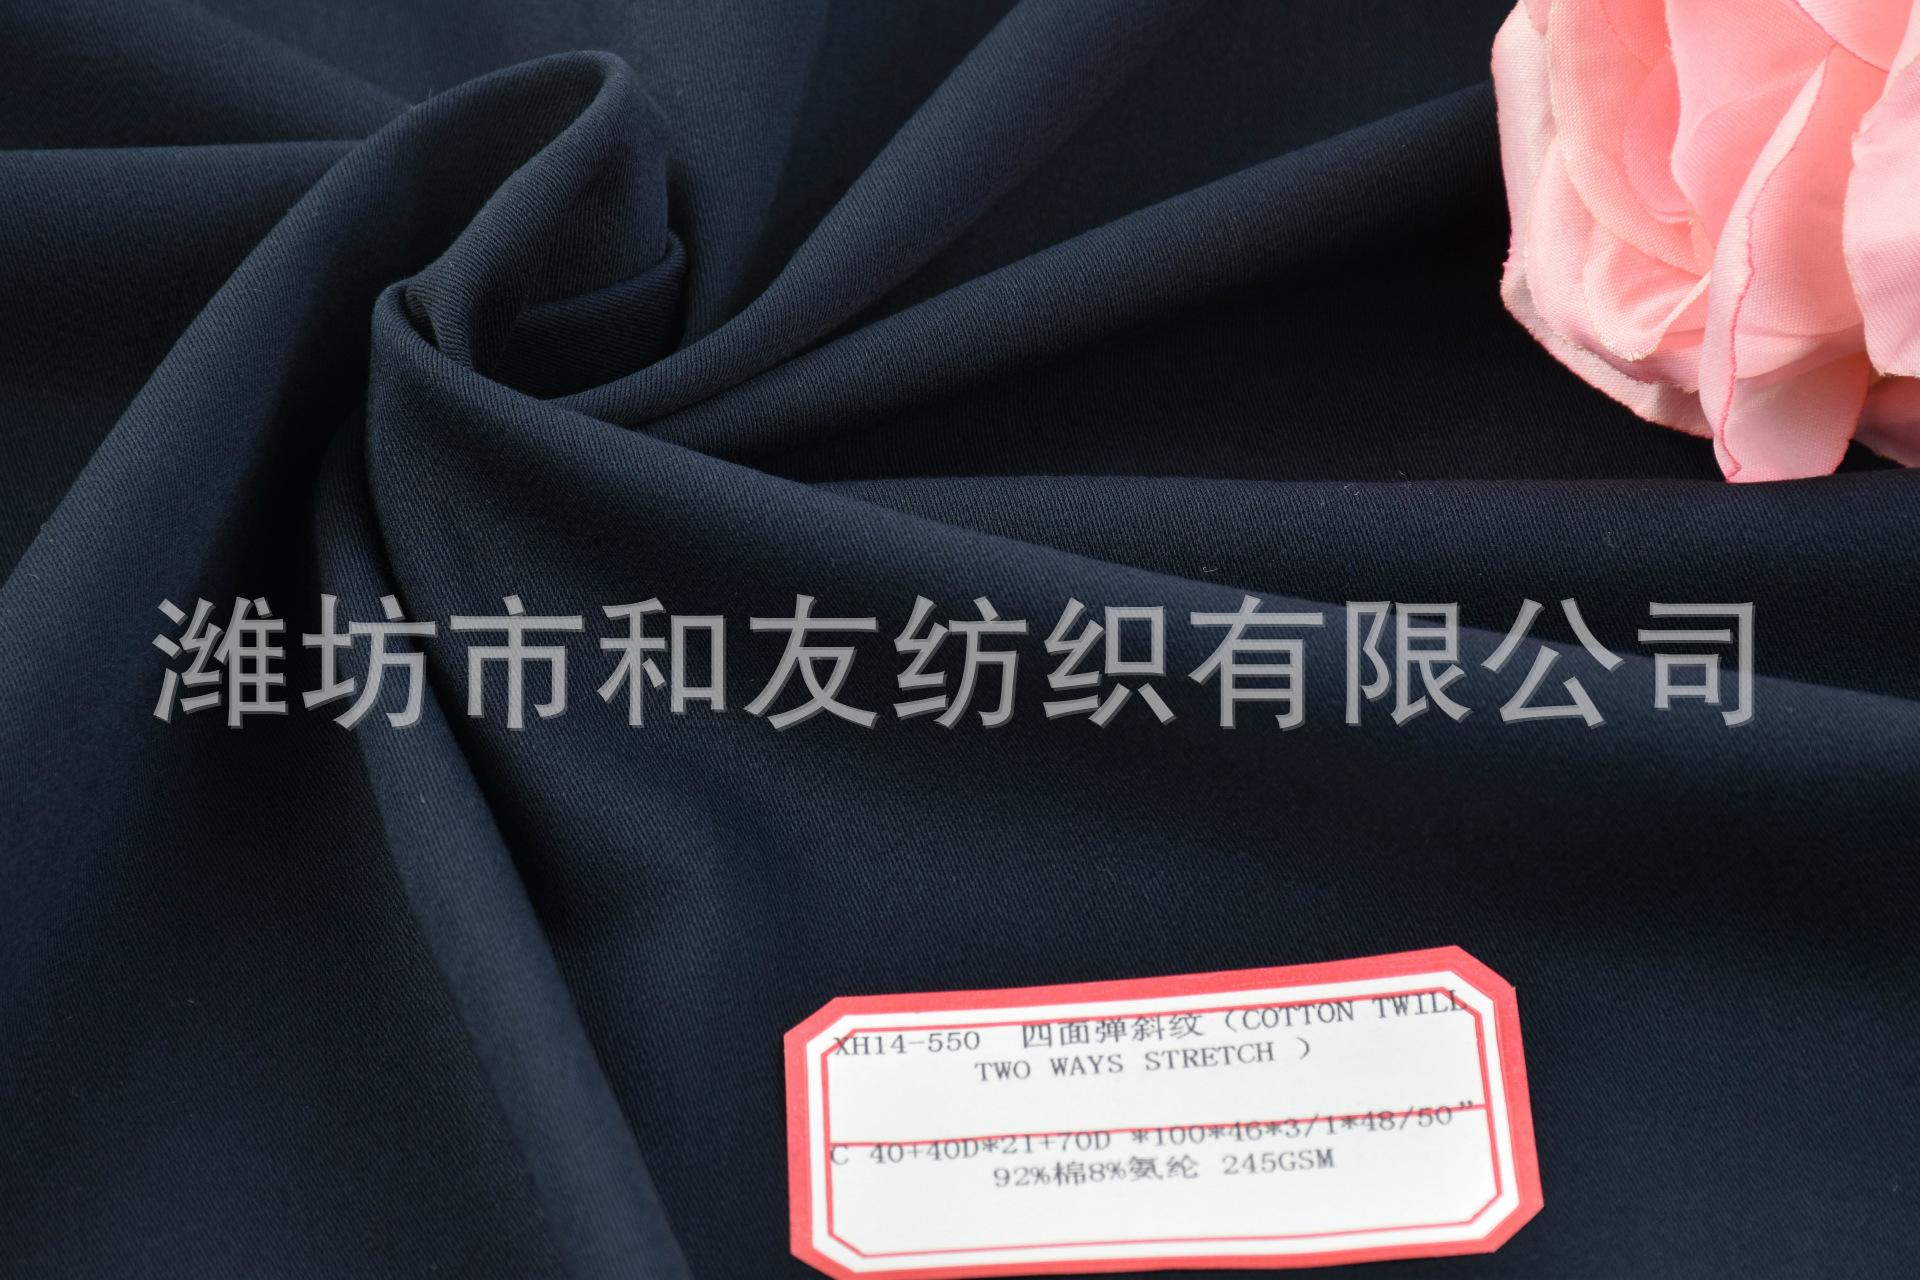 潍坊市和友纺织有限公司
XH14-550 四面弹斜纹（COTTON TWILL
TWO WAYS STRETCH ）
C 40+40D*21+70D *100*46*3/1*48/50"
92%棉8%氨纶 245GSM